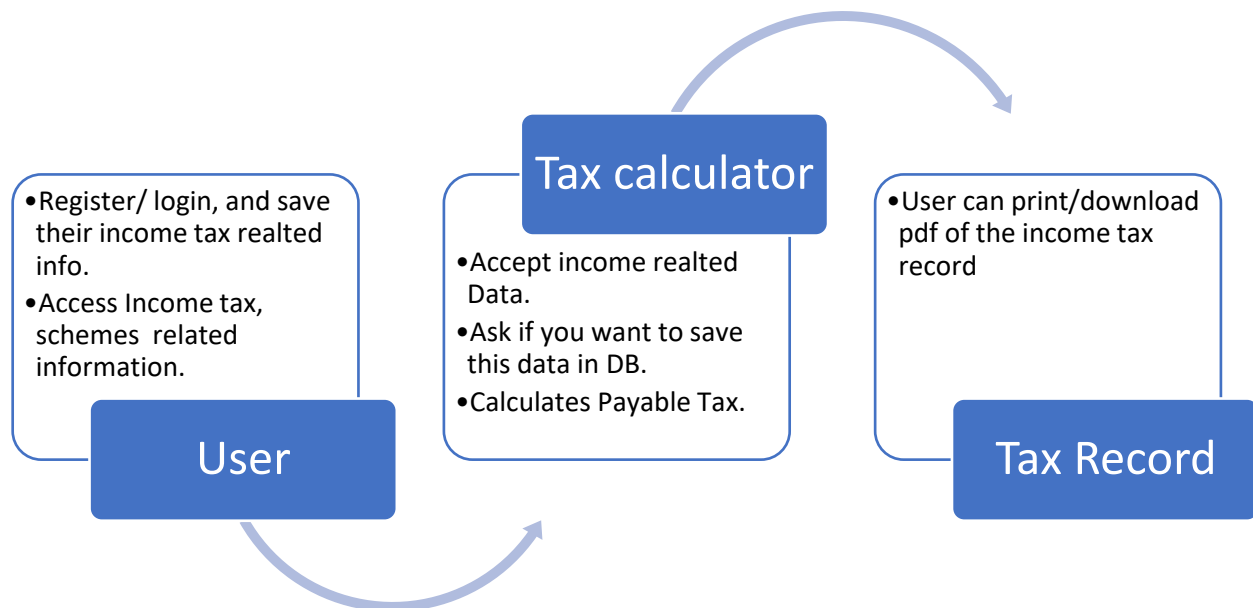 •Register/ login, and save
their income tax realted
info.
•Access Income tax,
schemes related
information.
User
Tax calculator
•Accept income realted
Data.
•Ask if you want to save
this data in DB.
•Calculates Payable Tax.
•User can print/download
pdf of the income tax
record
Tax Record